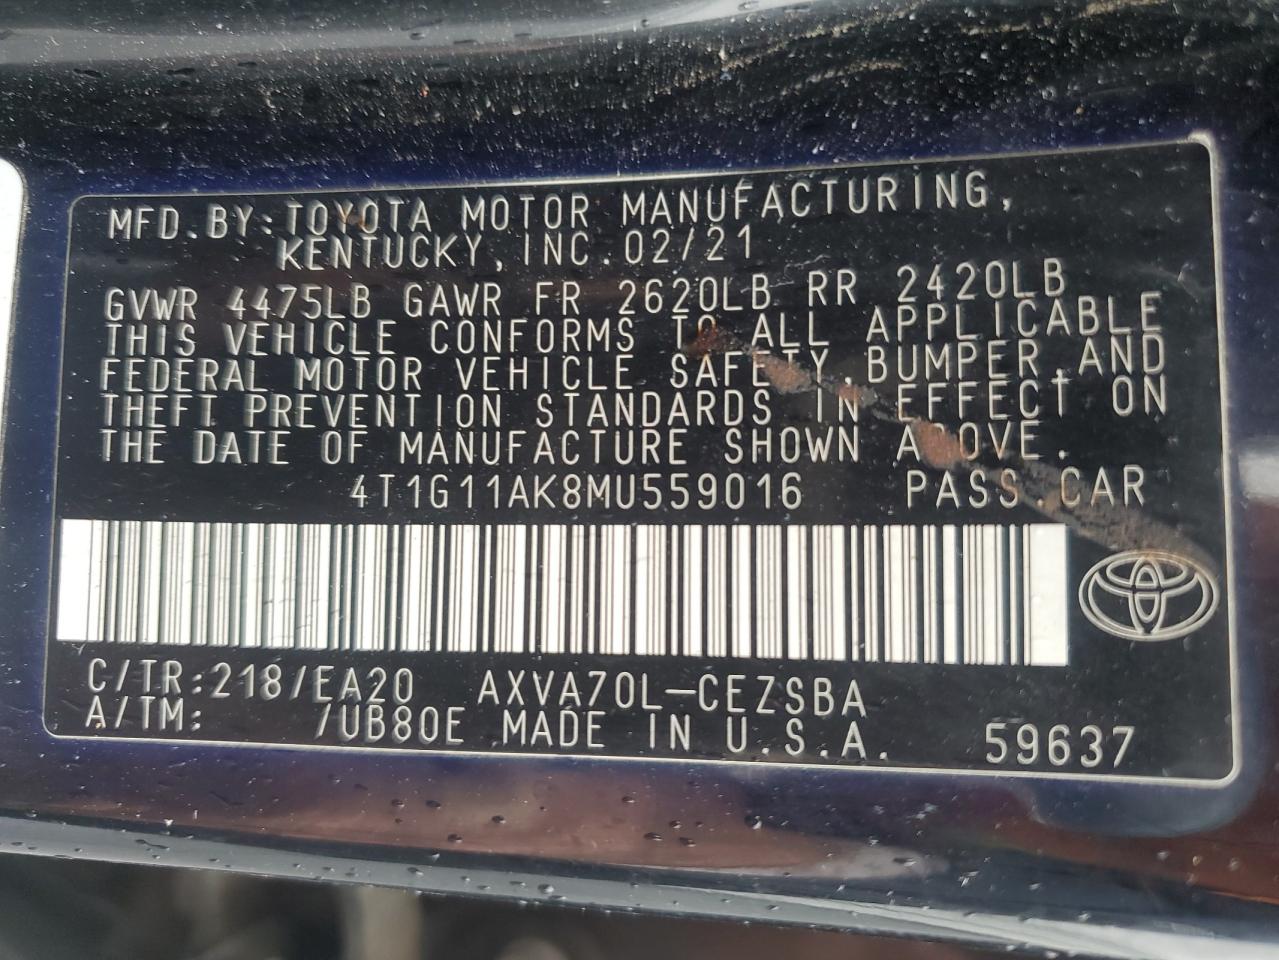 MFD. BY: TOYOTA MOTOR MANUFACTURING,
KENTUCKY, INC. 02/21
GVWR 4475LB GAWR FR 2620LB RR 2420LB
THIS VEHICLE CONFORMS TO ALL APPLICABLE
FEDERAL MOTOR VEHICLE SAFETY, BUMPER, AND
THEFT PREVENTION STANDARDS IN EFFECT ON
THE DATE OF MANUFACTURE SHOWN ABOVE.
4T1G11AK8MU559016 PASS.CAR
C/TR:218/EA20 AXVA70L-CEZSBA
A/TM: /UB80E MADE IN U.S.A. 59637